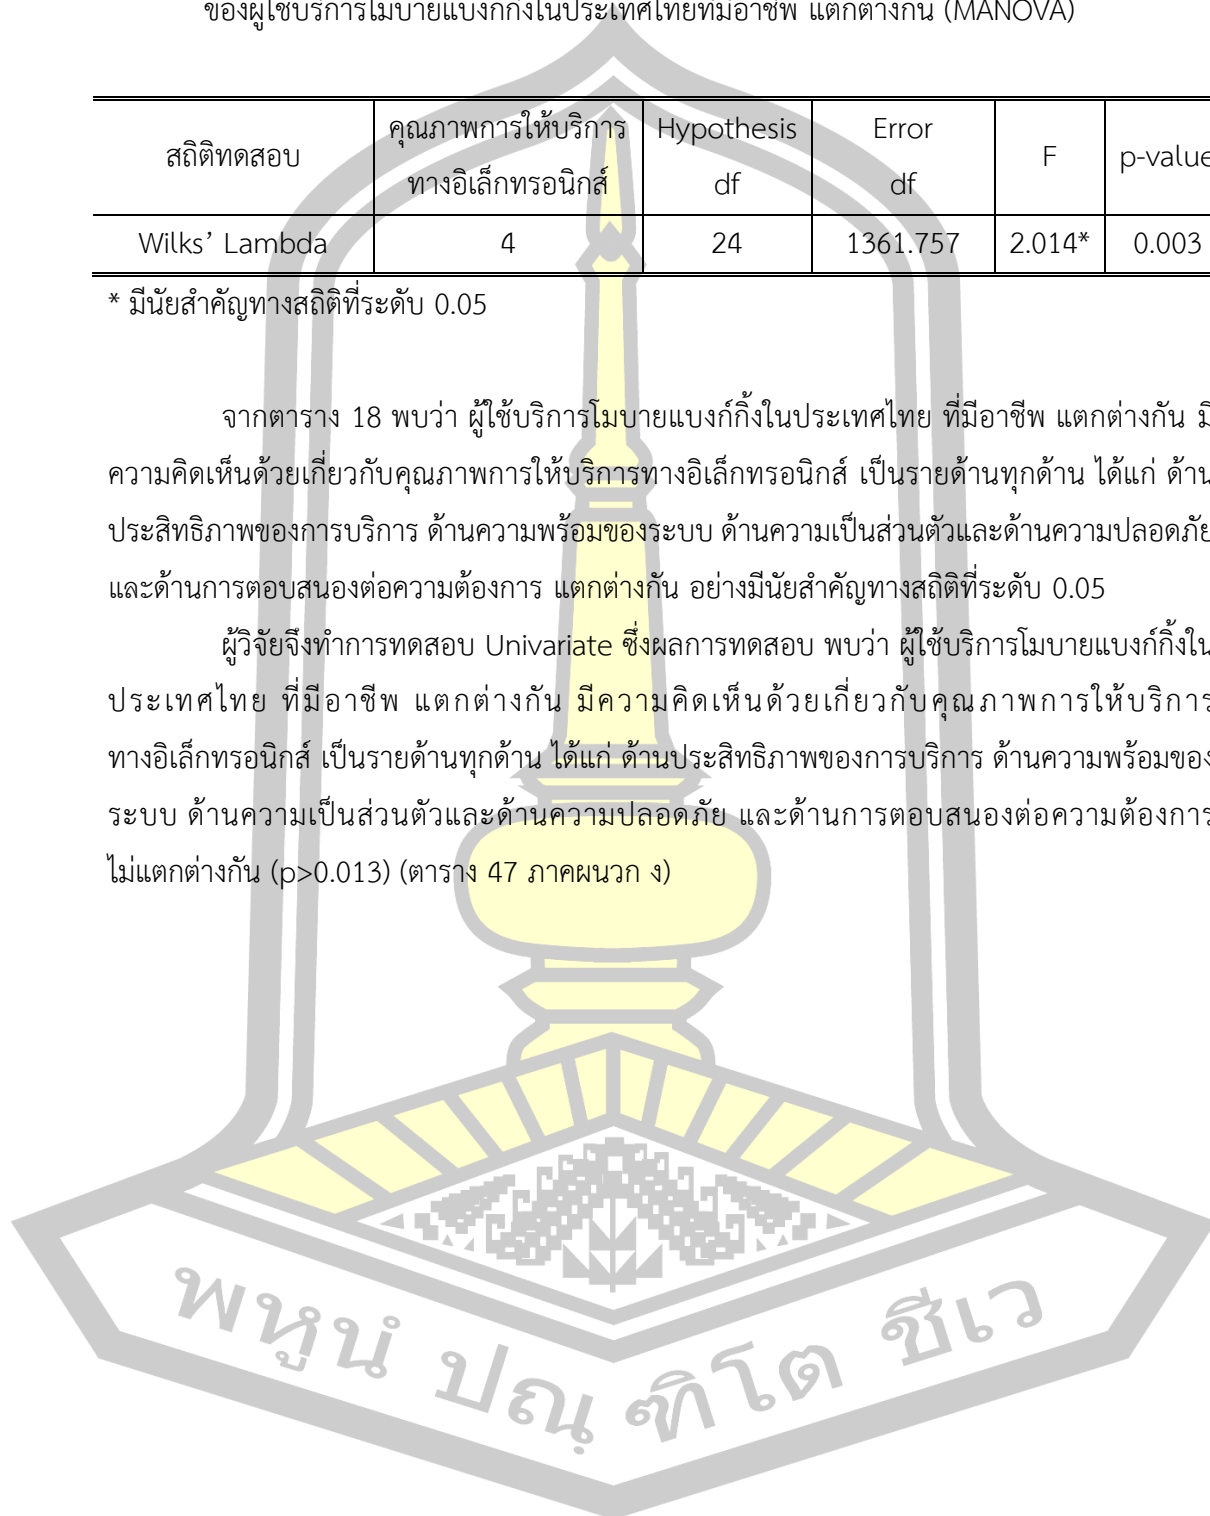 ของผู้ใช้บริการโมบายแบงก์กิ้งในประเทศไทยที่มีอาชีพ แตกต่างกัน (MANOVA)
สถิติทดสอบ คุณภาพการให้บริการทางอิเล็กทรอนิกส์ Hypothesis df Error df F p-value
Wilks’ Lambda 4 24 1361.757 2.014* 0.003
* มีนัยสำคัญทางสถิติที่ระดับ 0.05
จากตาราง 18 พบว่า ผู้ใช้บริการโมบายแบงก์กิ้งในประเทศไทย ที่มีอาชีพ แตกต่างกัน มี
ความคิดเห็นด้วยเกี่ยวกับคุณภาพการให้บริการทางอิเล็กทรอนิกส์ เป็นรายด้านทุกด้าน ได้แก่ ด้าน
ประสิทธิภาพของการบริการ ด้านความพร้อมของระบบ ด้านความเป็นส่วนตัวและด้านความปลอดภัย
และด้านการตอบสนองต่อความต้องการ แตกต่างกัน อย่างมีนัยสำคัญทางสถิติที่ระดับ 0.05
ผู้วิจัยจึงทำการทดสอบ Univariate ซึ่งผลการทดสอบ พบว่า ผู้ใช้บริการโมบายแบงก์กิ้งใน
ประเทศไทย ที่มีอาชีพ แตกต่างกัน มีความคิดเห็นด้วยเกี่ยวกับคุณภาพการให้บริการ
ทางอิเล็กทรอนิกส์ เป็นรายด้านทุกด้าน ได้แก่ ด้านประสิทธิภาพของการบริการ ด้านความพร้อมของ
ระบบ ด้านความเป็นส่วนตัวและด้านความปลอดภัย และด้านการตอบสนองต่อความต้องการ
ไม่แตกต่างกัน (p>0.013) (ตาราง 47 ภาคผนวก ง)
พหูนํ ปณฺฑิโต ชีเว